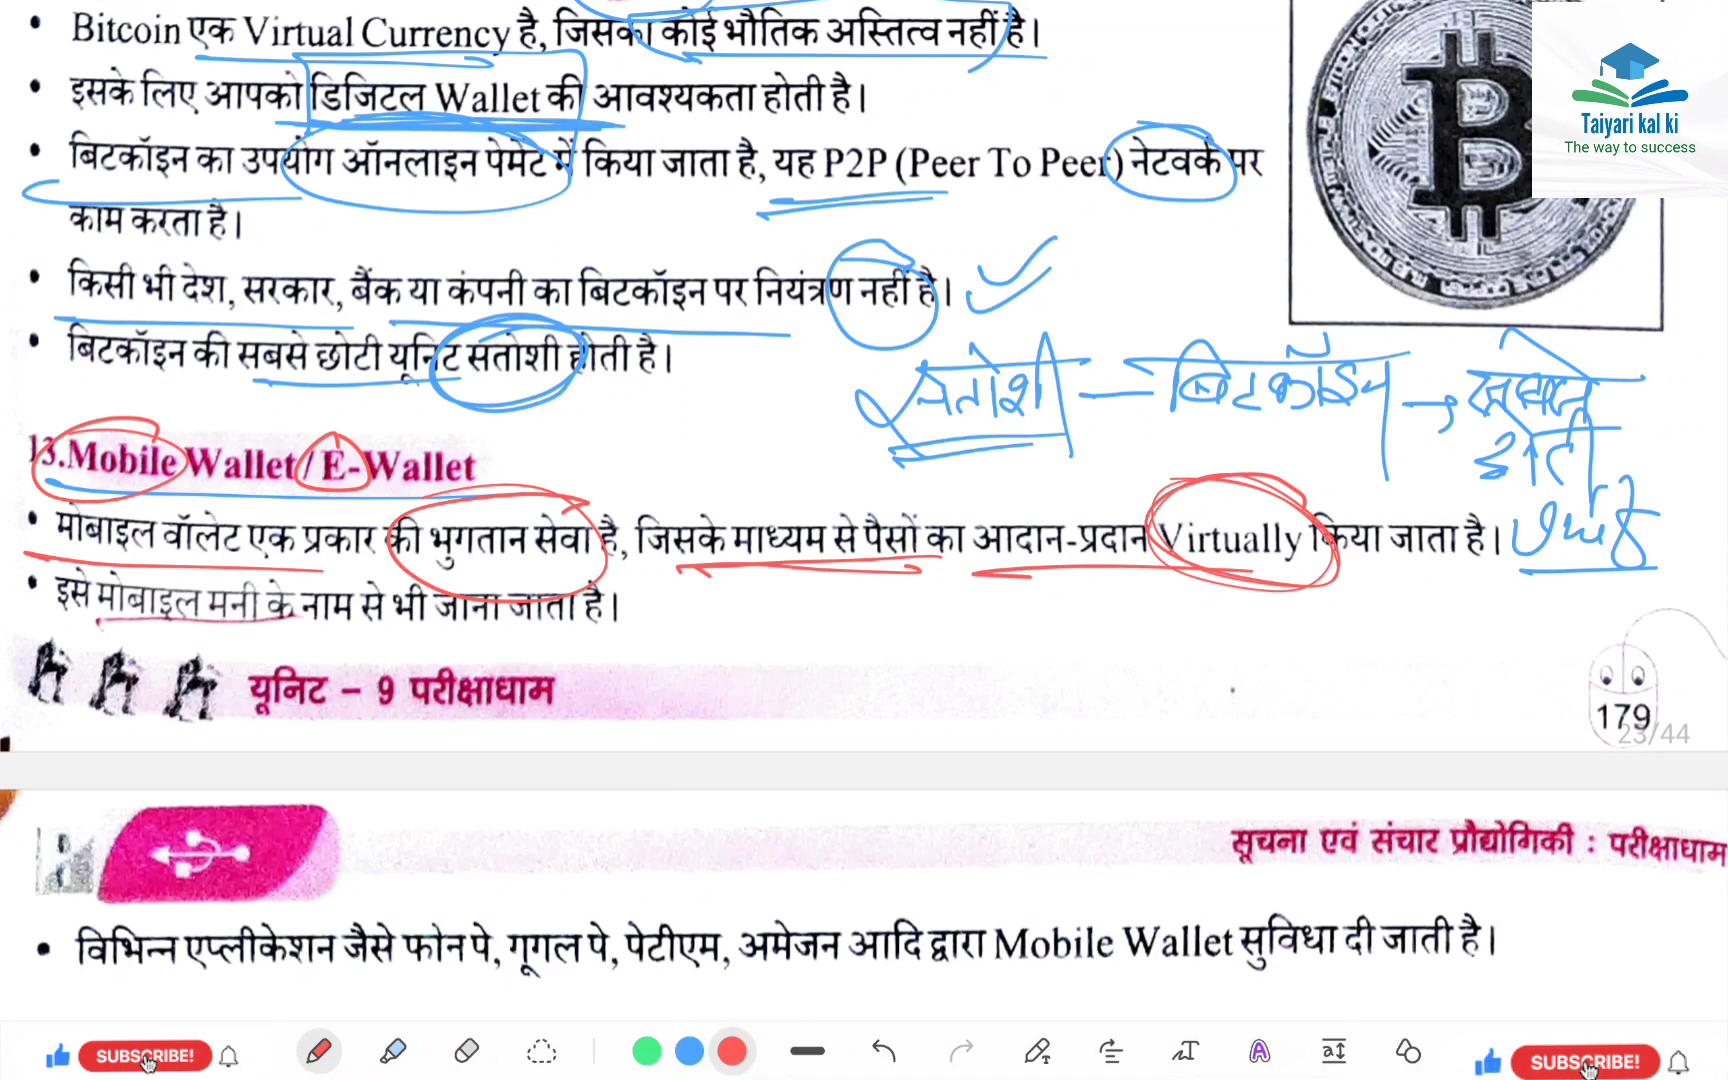 • Bitcoin एक Virtual Currency है, जिसका कोई भौतिक अस्तित्व नहीं है।
• इसके लिए आपको डिजिटल Wallet की आवश्यकता होती है।
• बिटकॉइन का उपयोग ऑनलाइन पेमेंट में किया जाता है, यह P2P (Peer To Peer) नेटवर्क पर
काम करता है।
• किसी भी देश, सरकार, बैंक या कंपनी का बिटकॉइन पर नियंत्रण नहीं है।
• बिटकॉइन की सबसे छोटी यूनिट सतोशी होती है।
Taiyari kal ki
The way to success
सतोशी – बिटकॉइन → सबसे
छोटी
13.Mobile Wallet / E-Wallet
• मोबाइल वॉलेट एक प्रकार की भुगतान सेवा है, जिसके माध्यम से पैसों का आदान-प्रदान Virtually किया जाता है।
• इसे मोबाइल मनी के नाम से भी जाना जाता है।
यूनिट – 9 परीक्षाधाम
179
23/44
सूचना एवं संचार प्रौद्योगिकी : परीक्षाधाम
• विभिन्न एप्लीकेशन जैसे फोन पे, गूगल पे, पेटीएम, अमेजन आदि द्वारा Mobile Wallet सुविधा दी जाती है।
SUBSCRIBE!
SUBSCRIBE!